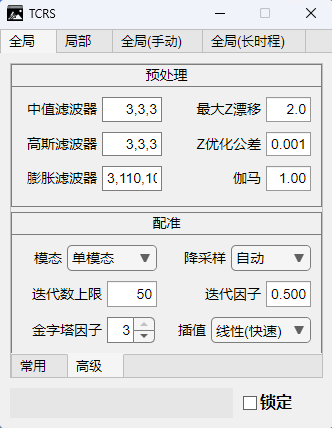 TCRS
全局 局部 全局(手动) 全局(长时程)
预处理
中值滤波器 3,3,3 最大Z漂移 2.0
高斯滤波器 3,3,3 Z优化公差 0.001
膨胀滤波器 3,110,10 伽马 1.00
配准
模态 单模态 降采样 自动
迭代数上限 50 迭代因子 0.500
金字塔因子 3 插值 线性(快速)
常用 高级
锁定